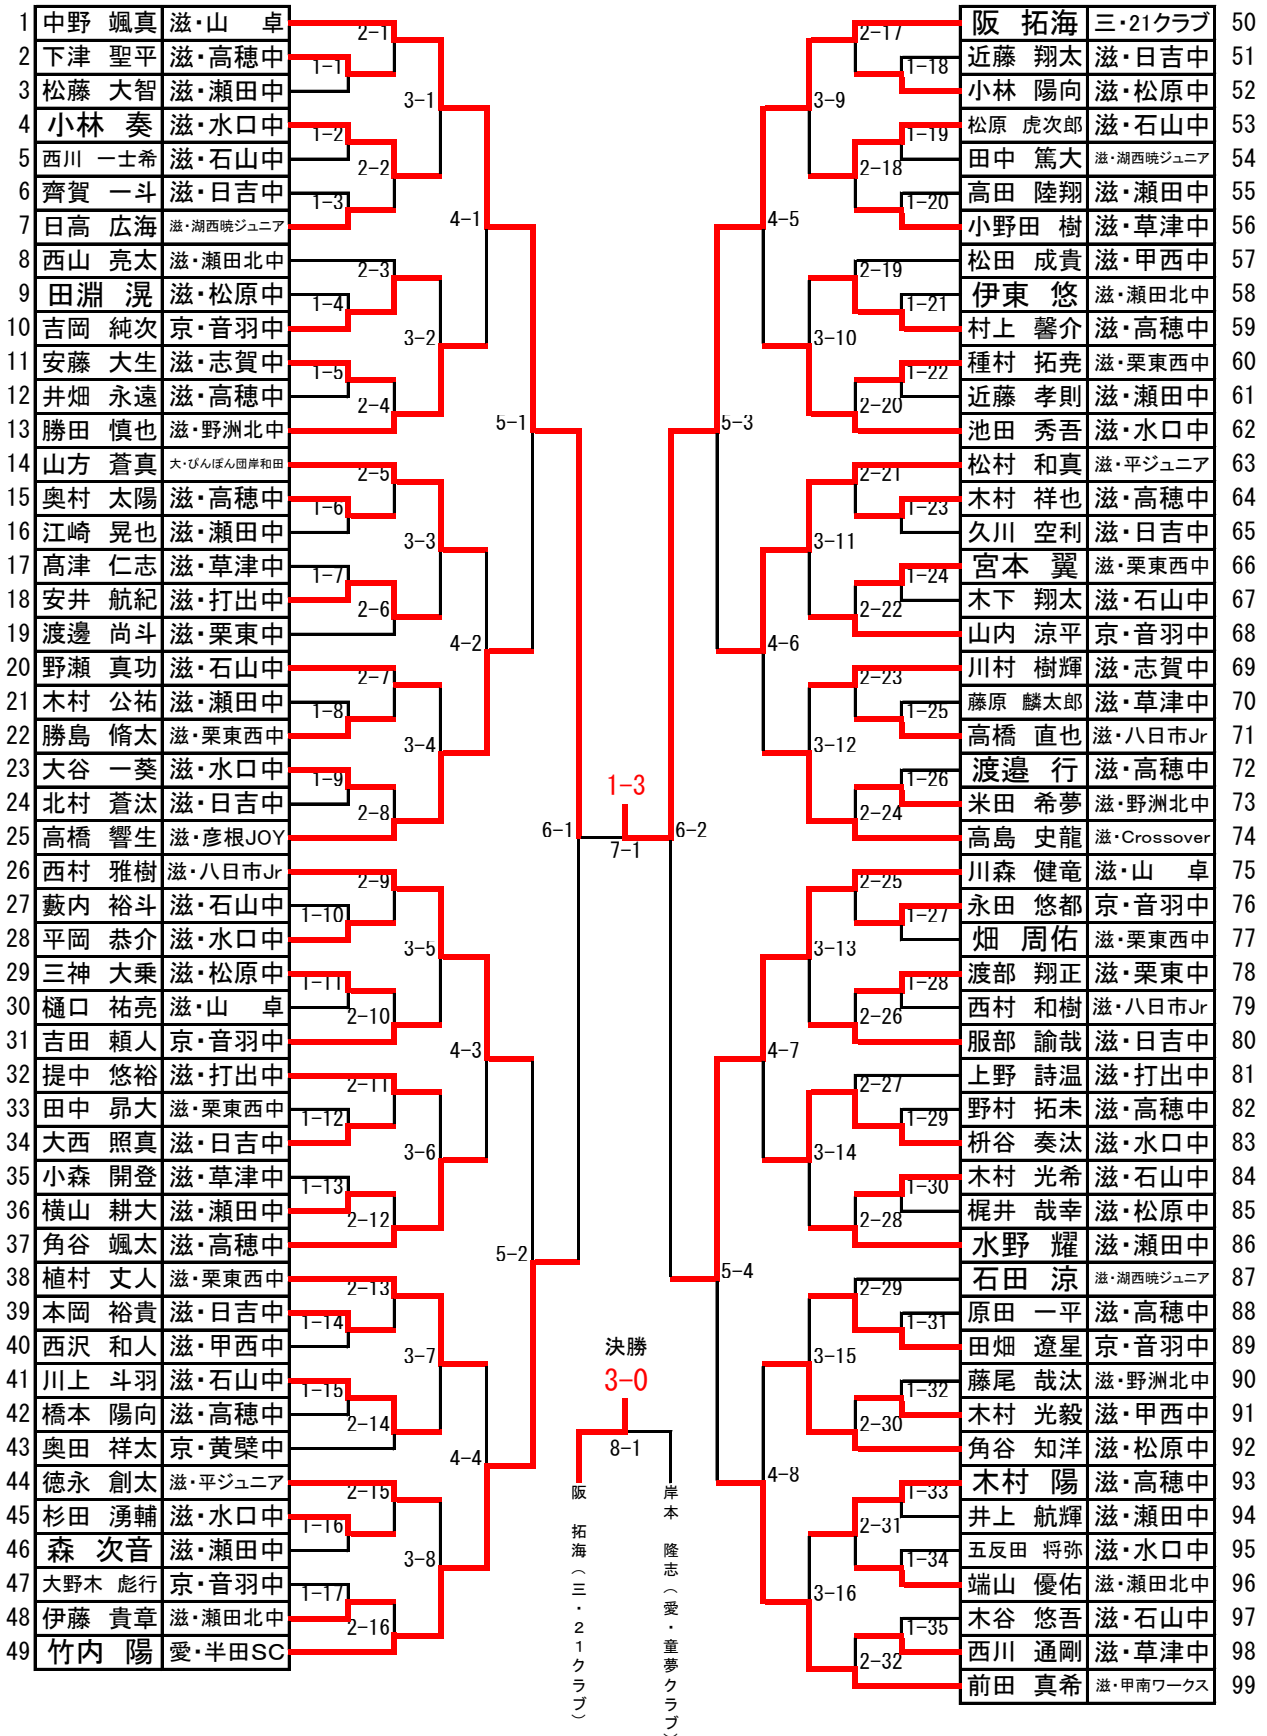 1 中野 颯真 滋・山 卓
2 下津 聖平 滋・高穂中
3 松藤 大智 滋・瀬田中
4 小林 奏 滋・水口中
5 西川 一士希 滋・石山中
6 齊賀 一斗 滋・日吉中
7 日高 広海 滋・湖西暁ジュニア
8 西山 亮太 滋・瀬田北中
9 田淵 滉 滋・松原中
10 吉岡 純次 京・音羽中
11 安藤 大生 滋・志賀中
12 井畑 永遠 滋・高穂中
13 勝田 慎也 滋・野洲北中
14 山方 蒼真 大・ぴんぽん団岸和田
15 奥村 太陽 滋・高穂中
16 江崎 晃也 滋・瀬田中
17 髙津 仁志 滋・草津中
18 安井 航紀 滋・打出中
19 渡邊 尚斗 滋・栗東中
20 野瀬 真功 滋・石山中
21 木村 公祐 滋・瀬田中
22 勝島 脩太 滋・栗東西中
23 大谷 一葵 滋・水口中
24 北村 蒼汰 滋・日吉中
25 高橋 響生 滋・彦根JOY
26 西村 雅樹 滋・八日市Jr
27 藪内 裕斗 滋・石山中
28 平岡 恭介 滋・水口中
29 三神 大乗 滋・松原中
30 樋口 祐亮 滋・山 卓
31 吉田 頼人 京・音羽中
32 提中 悠裕 滋・打出中
33 田中 昴大 滋・栗東西中
34 大西 照真 滋・日吉中
35 小森 開登 滋・草津中
36 横山 耕大 滋・瀬田中
37 角谷 颯太 滋・高穂中
38 植村 丈人 滋・栗東西中
39 本岡 裕貴 滋・日吉中
40 西沢 和人 滋・甲西中
41 川上 斗羽 滋・石山中
42 橋本 陽向 滋・高穂中
43 奥田 祥太 京・黄檗中
44 徳永 創太 滋・平ジュニア
45 杉田 湧輔 滋・水口中
46 森 次音 滋・瀬田中
47 大野木 彪行 京・音羽中
48 伊藤 貴章 滋・瀬田北中
49 竹内 陽 愛・半田SC
1-1
1-2
1-3
1-4
1-5
1-6
1-7
1-8
1-9
1-10
1-11
1-12
1-13
1-14
1-15
1-16
1-17
2-1
2-2
2-3
2-4
2-5
2-6
2-7
2-8
2-9
2-10
2-11
2-12
2-13
2-14
2-15
2-16
3-1
3-2
3-3
3-4
3-5
3-6
3-7
3-8
4-1
4-2
4-3
4-4
5-1
5-2
6-1
1-3
7-1
決勝
3-0
8-1
阪 拓海（三・２１クラブ）
岸本 隆志（愛・童夢クラブ）
6-2
5-3
5-4
4-5
4-6
4-7
4-8
3-9
3-10
3-11
3-12
3-13
3-14
3-15
3-16
2-17
2-18
2-19
2-20
2-21
2-22
2-23
2-24
2-25
2-26
2-27
2-28
2-29
2-30
2-31
2-32
1-18
1-19
1-20
1-21
1-22
1-23
1-24
1-25
1-26
1-27
1-28
1-29
1-30
1-31
1-32
1-33
1-34
1-35
阪 拓海 三・21クラブ 50
近藤 翔太 滋・日吉中 51
小林 陽向 滋・松原中 52
松原 虎次郎 滋・石山中 53
田中 篤大 滋・湖西暁ジュニア 54
高田 陸翔 滋・瀬田中 55
小野田 樹 滋・草津中 56
松田 成貴 滋・甲西中 57
伊東 悠 滋・瀬田北中 58
村上 馨介 滋・高穂中 59
種村 拓尭 滋・栗東西中 60
近藤 孝則 滋・瀬田中 61
池田 秀吾 滋・水口中 62
松村 和真 滋・平ジュニア 63
木村 祥也 滋・高穂中 64
久川 空利 滋・日吉中 65
宮本 翼 滋・栗東西中 66
木下 翔太 滋・石山中 67
山内 涼平 京・音羽中 68
川村 樹輝 滋・志賀中 69
藤原 麟太郎 滋・草津中 70
高橋 直也 滋・八日市Jr 71
渡邉 行 滋・高穂中 72
米田 希夢 滋・野洲北中 73
高島 史龍 滋・Crossover 74
川森 健竜 滋・山 卓 75
永田 悠都 京・音羽中 76
畑 周佑 滋・栗東西中 77
渡部 翔正 滋・栗東中 78
西村 和樹 滋・八日市Jr 79
服部 諭哉 滋・日吉中 80
上野 詩温 滋・打出中 81
野村 拓未 滋・高穂中 82
枡谷 奏汰 滋・水口中 83
木村 光希 滋・石山中 84
梶井 哉幸 滋・松原中 85
水野 耀 滋・瀬田中 86
石田 涼 滋・湖西暁ジュニア 87
原田 一平 滋・高穂中 88
田畑 遼星 京・音羽中 89
藤尾 哉汰 滋・野洲北中 90
木村 光毅 滋・甲西中 91
角谷 知洋 滋・松原中 92
木村 陽 滋・高穂中 93
井上 航輝 滋・瀬田中 94
五反田 将弥 滋・水口中 95
端山 優佑 滋・瀬田北中 96
木谷 悠吾 滋・石山中 97
西川 通剛 滋・草津中 98
前田 真希 滋・甲南ワークス 99